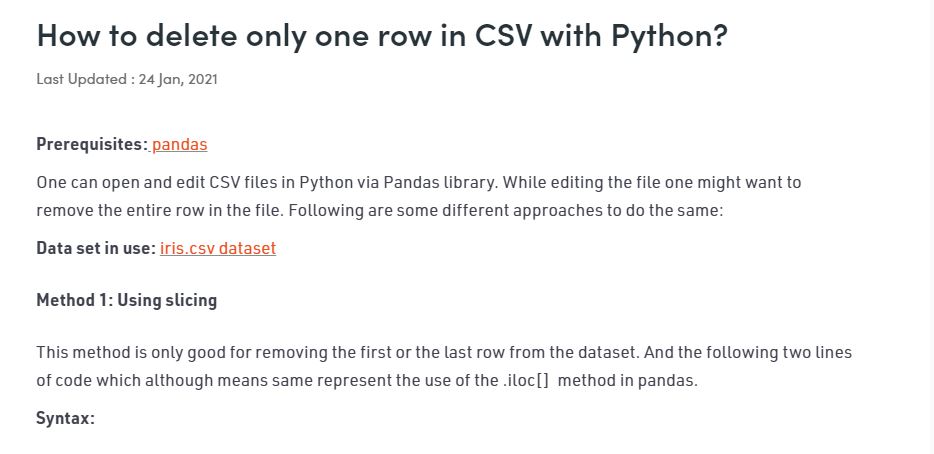 How to delete only one row in CSV with Python?
Last Updated : 24 Jan, 2021
Prerequisites: pandas
One can open and edit CSV files in Python via Pandas library. While editing the file one might want to
remove the entire row in the file. Following are some different approaches to do the same:
Data set in use: iris.csv dataset
Method 1: Using slicing
This method is only good for removing the first or the last row from the dataset. And the following two lines
of code which although means same represent the use of the .iloc[]  method in pandas.
Syntax: